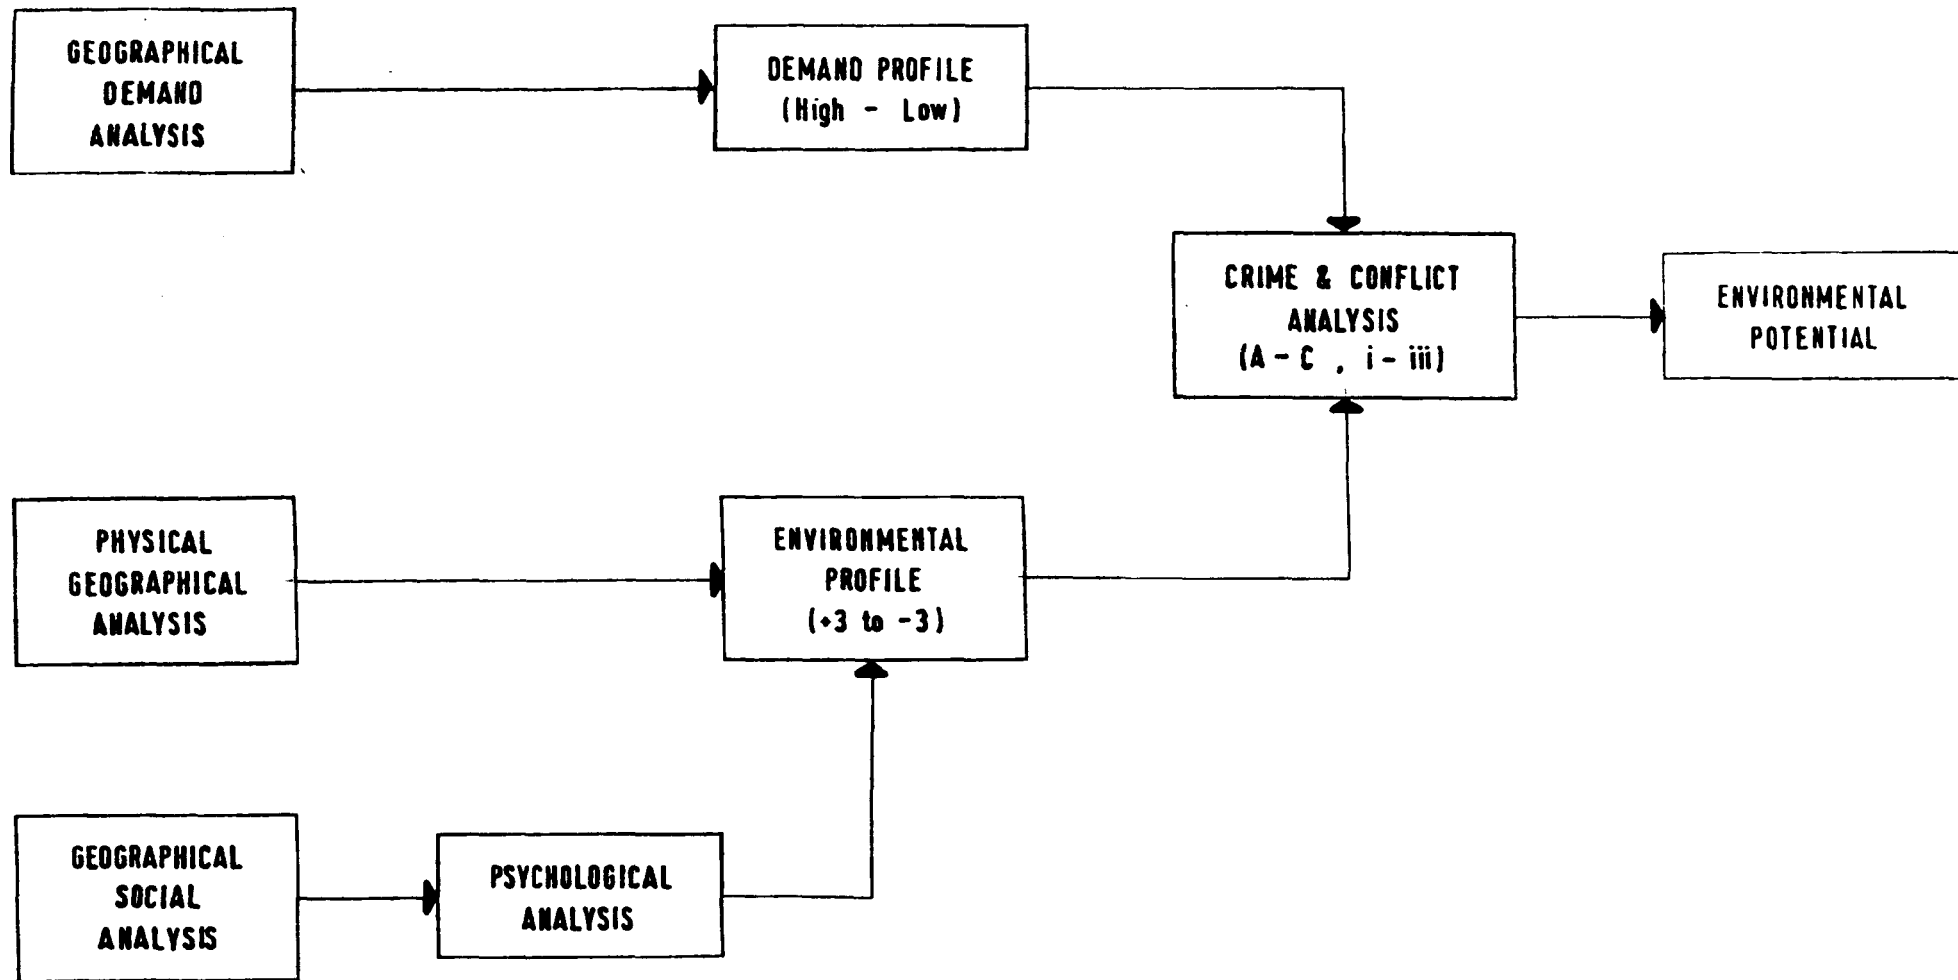 GEOGRAPHICAL
DEMAND
ANALYSIS
DEMAND PROFILE
(High - Low)
CRIME & CONFLICT
ANALYSIS
(A - C , i - iii)
ENVIRONMENTAL
POTENTIAL
PHYSICAL
GEOGRAPHICAL
ANALYSIS
ENVIRONMENTAL
PROFILE
(+3 to -3)
GEOGRAPHICAL
SOCIAL
ANALYSIS
PSYCHOLOGICAL
ANALYSIS